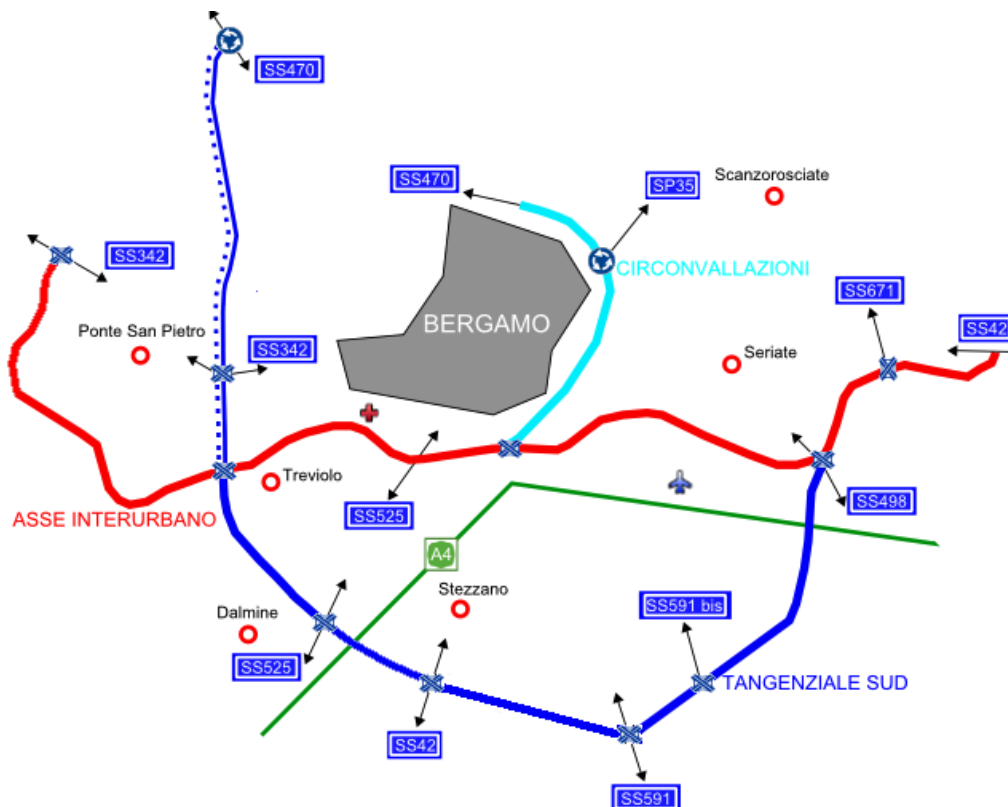 SS470
SS470
SP35
Scanzorosciate
SS342
CIRCONVALLAZIONI
SS671
Ponte San Pietro
SS342
BERGAMO
SS42
Seriate
Treviolo
ASSE INTERURBANO
SS525
SS498
A4
Stezzano
Dalmine
SS591 bis
SS525
TANGENZIALE SUD
SS42
SS591